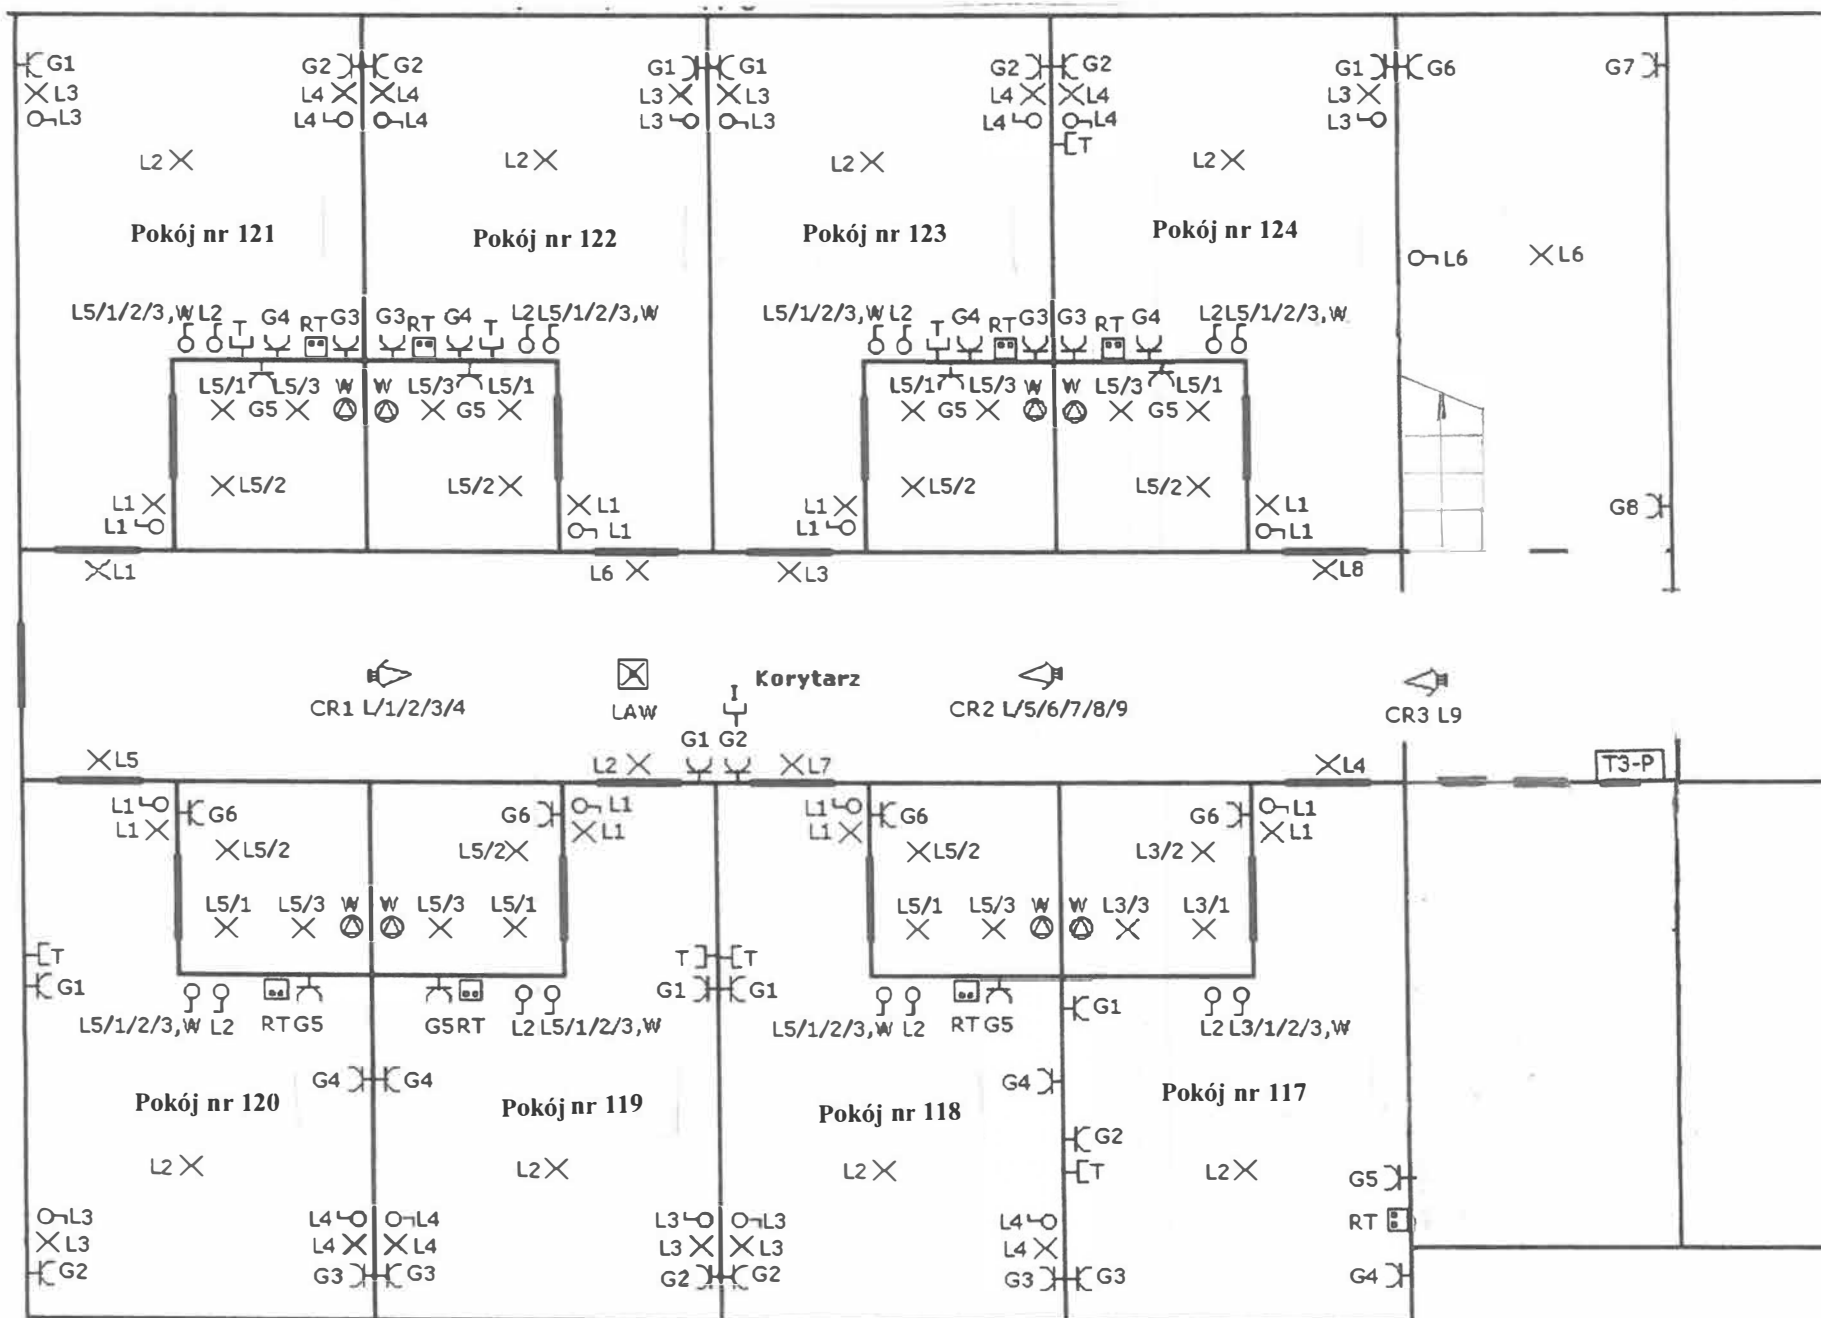 G1 G2 G2 G1 G1 G2 G2 G1 G6 G7
L3 L4 L4 L3 L3 L4 L4 L3
L3 L4 L4 L3 L3 L4 L4 L3
T
L2 L2 L2 L2
Pokój nr 121 Pokój nr 122 Pokój nr 123 Pokój nr 124
L6 L6
L5/1/2/3,W L2 T G4 RT G3 G3 RT G4 T L2 L5/1/2/3,W L5/1/2/3,W L2 T G4 RT G3 G3 RT G4 L2 L5/1/2/3,W
L5/1 L5/3 W W L5/3 L5/1 L5/1 L5/3 W W L5/3 L5/1
G5 G5 G5 G5
L5/2 L5/2 L5/2 L5/2
L1 L1 L1 L1 G8
L1 L1 L1 L1
L1 L6 L3 L8
I Korytarz
CR1 L/1/2/3/4 LAW CR2 L/5/6/7/8/9 CR3 L9
G1 G2
L5 L2 L7 L4 T3-P
L1 L1 L1 L1
G6 G6 G6 G6
L1 L1 L1 L1
L5/2 L5/2 L5/2 L3/2
L5/1 L5/3 W W L5/3 L5/1 L5/1 L5/3 W W L3/3 L3/1
T T T
G1 G1 G1 G1
L5/1/2/3,W L2 RT G5 G5 RT L2 L5/1/2/3,W L5/1/2/3,W L2 RT G5 L2 L3/1/2/3,W
G4 G4 G4
Pokój nr 120 Pokój nr 119 Pokój nr 118 Pokój nr 117
G2
L2 L2 L2 T L2 G5
L3 L4 L4 L3 L3 L4 RT
L3 L4 L4 L3 L3 L4
G2 G3 G3 G2 G2 G3 G3 G4